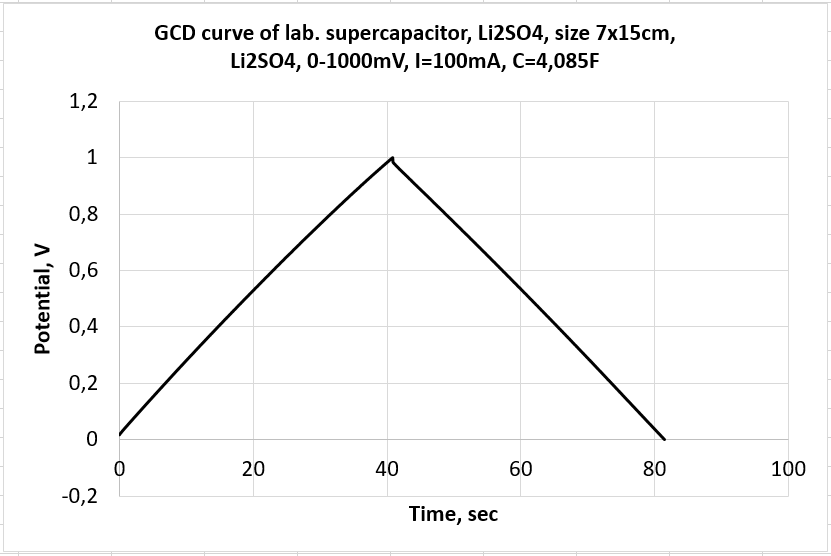 GCD curve of lab. supercapacitor, Li2SO4, size 7x15cm,
Li2SO4, 0-1000mV, I=100mA, C=4,085F
1,2
1
0,8
0,6
0,4
0,2
0
-0,2
Potential, V
0 20 40 60 80 100
Time, sec